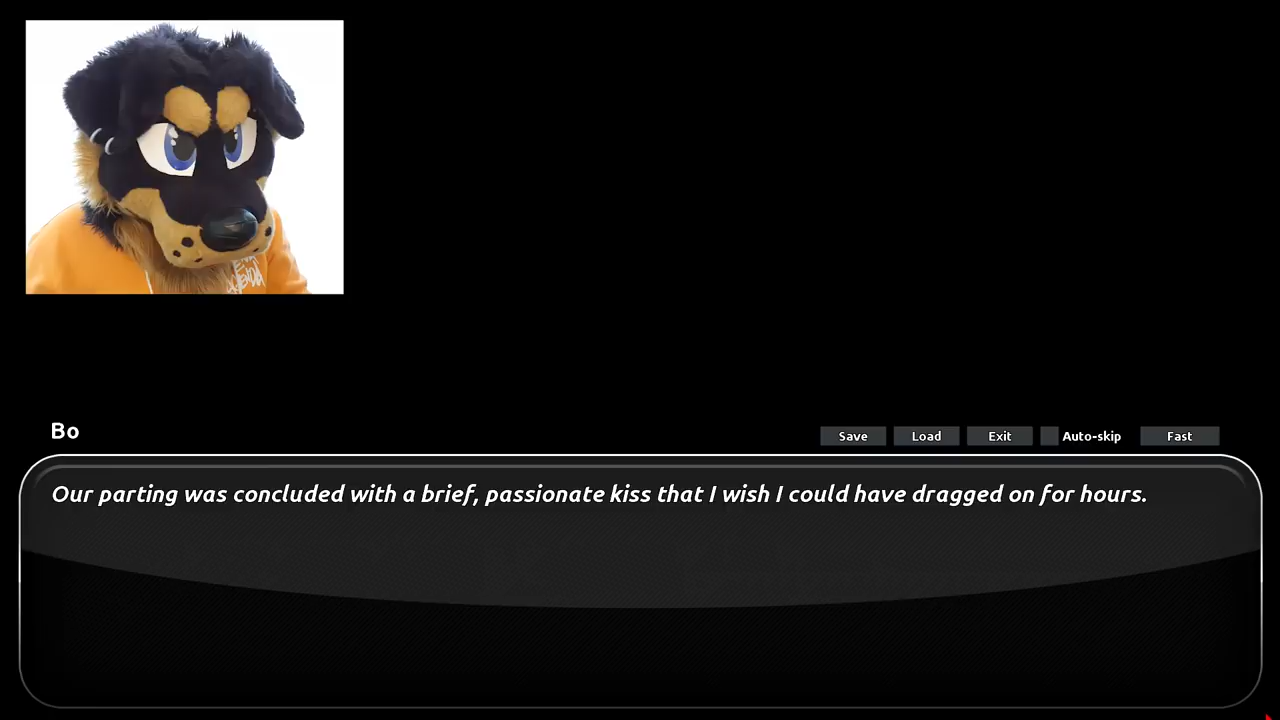 Bo
Save Load Exit Auto-skip Fast
Our parting was concluded with a brief, passionate kiss that I wish I could have dragged on for hours.